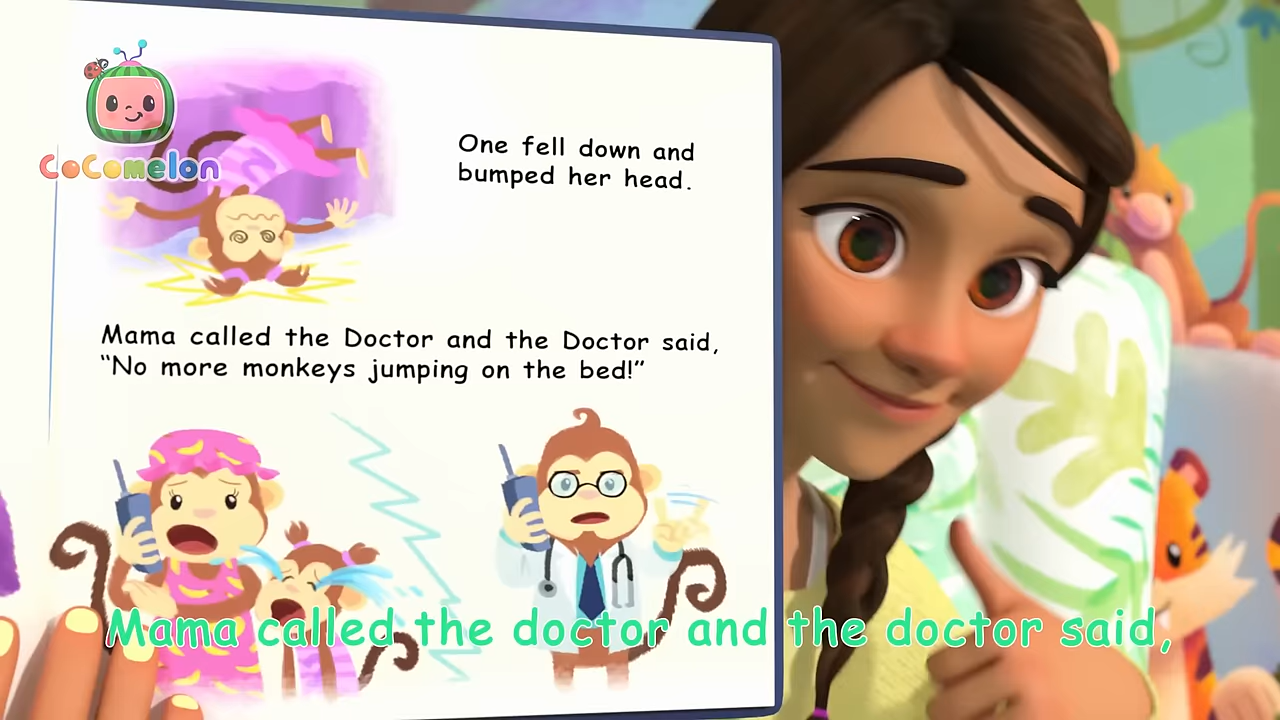 CoComelon
One fell down and
bumped her head.
Mama called the Doctor and the Doctor said,
“No more monkeys jumping on the bed!”
Mama called the doctor and the doctor said,